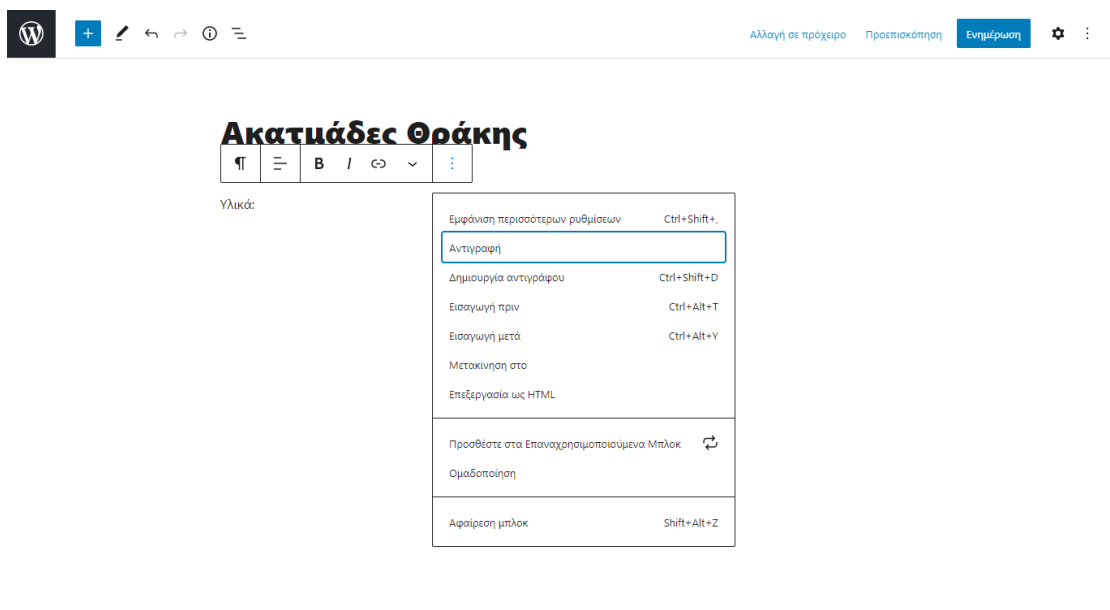 Αλλαγή σε πρόχειρο Προεπισκόπηση Ενημέρωση
Ακατμάδες Θράκης
B I
Υλικά:
Εμφάνιση περισσότερων ρυθμίσεων Ctrl+Shift+,
Αντιγραφή
Δημιουργία αντιγράφου Ctrl+Shift+D
Εισαγωγή πριν Ctrl+Alt+T
Εισαγωγή μετά Ctrl+Alt+Y
Μετακίνηση στο
Επεξεργασία ως HTML
Προσθέστε στα Επαναχρησιμοποιούμενα Μπλοκ
Ομαδοποίηση
Αφαίρεση μπλοκ Shift+Alt+Z